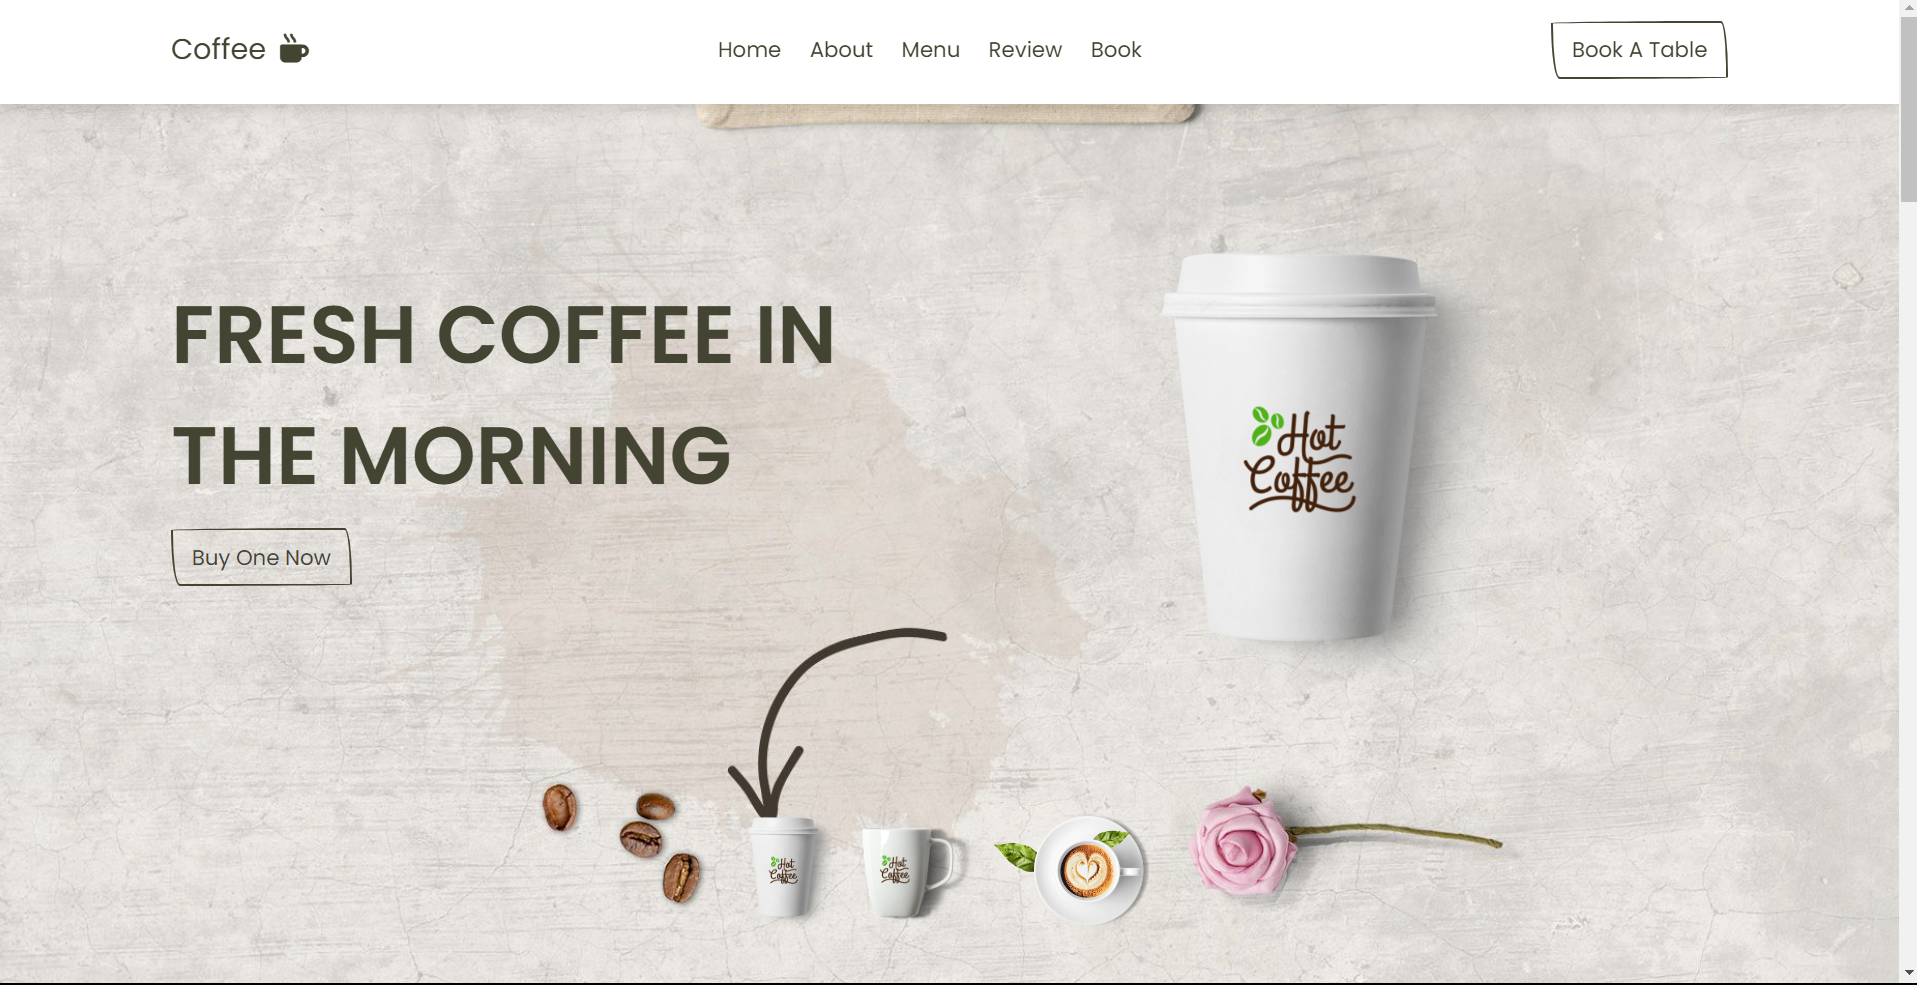 Coffee
Home About Menu Review Book
Book A Table
FRESH COFFEE IN
THE MORNING
Buy One Now
Hot
Coffee
Hot
Coffee
Hot
Coffee